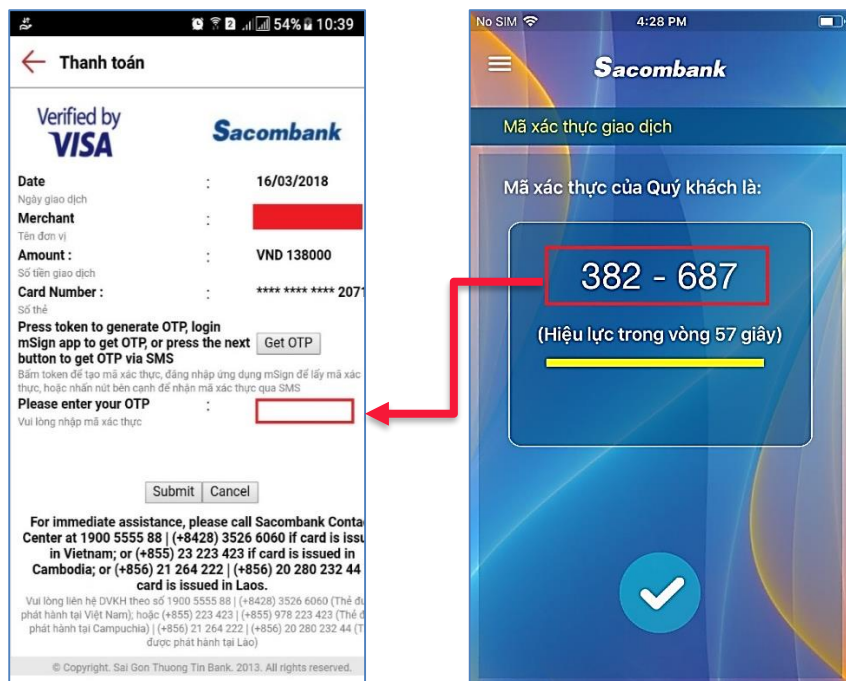 54% 10:39
Thanh toán
Verified by
VISA
Sacombank
Date : 16/03/2018
Ngày giao dịch
Merchant :
Tên đơn vị
Amount : : VND 138000
Số tiền giao dịch
Card Number : : **** **** **** 2071
Số thẻ
Press token to generate OTP, login
mSign app to get OTP, or press the next
button to get OTP via SMS
Get OTP
Bấm token để tạo mã xác thực, đăng nhập ứng dụng mSign để lấy mã xác
thực, hoặc nhấn nút bên cạnh để nhận mã xác thực qua SMS
Please enter your OTP :
Vui lòng nhập mã xác thực
Submit Cancel
For immediate assistance, please call Sacombank Conta
Center at 1900 5555 88 | (+8428) 3526 6060 if card is issu
in Vietnam; or (+855) 23 223 423 if card is issued in
Cambodia; or (+856) 21 264 222 | (+856) 20 280 232 44
card is issued in Laos.
Vui lòng liên hệ DVKH theo số 1900 5555 88 | (+8428) 3526 6060 (Thẻ đu
phát hành tại Việt Nam); hoặc (+855) 223 423 | (+855) 978 223 423 (Thẻ đ
phát hành tại Campuchia) | (+856) 21 264 222 | (+856) 20 280 232 44 (T
được phát hành tại Lào)
© Copyright. Sai Gon Thuong Tin Bank. 2013. All rights reserved.
No SIM 4:28 PM
Sacombank
Mã xác thực giao dịch
Mã xác thực của Quý khách là:
382 - 687
(Hiệu lực trong vòng 57 giây)